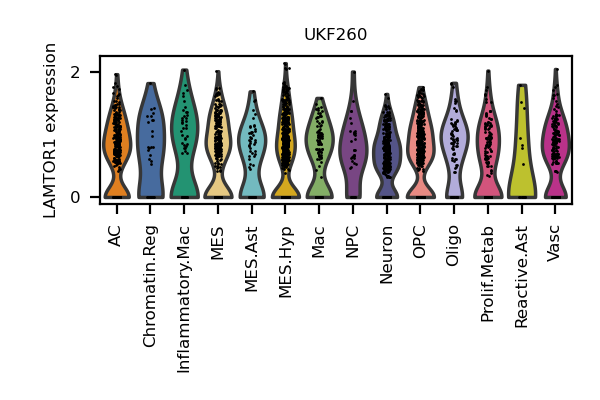 UKF260
LAMTOR1 expression
2
0
AC
Chromatin.Reg
Inflammatory.Mac
MES
MES.Ast
MES.Hyp
Mac
NPC
Neuron
OPC
Oligo
Prolif.Metab
Reactive.Ast
Vasc